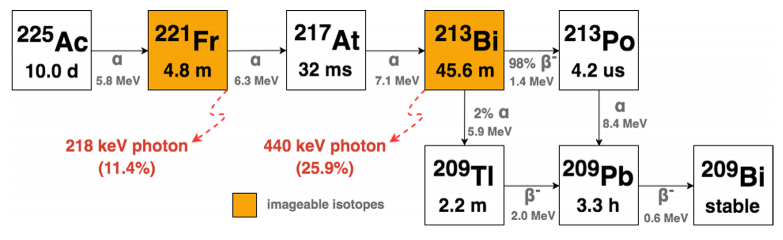 ²²⁵Ac
10.0 d
α
5.8 MeV
²²¹Fr
4.8 m
α
6.3 MeV
²¹⁷At
32 ms
α
7.1 MeV
²¹³Bi
45.6 m
98% β⁻
1.4 MeV
²¹³Po
4.2 us
218 keV photon
(11.4%)
440 keV photon
(25.9%)
2% α
5.9 MeV
α
8.4 MeV
²⁰⁹Tl
2.2 m
β⁻
2.0 MeV
²⁰⁹Pb
3.3 h
β⁻
0.6 MeV
²⁰⁹Bi
stable
imageable isotopes